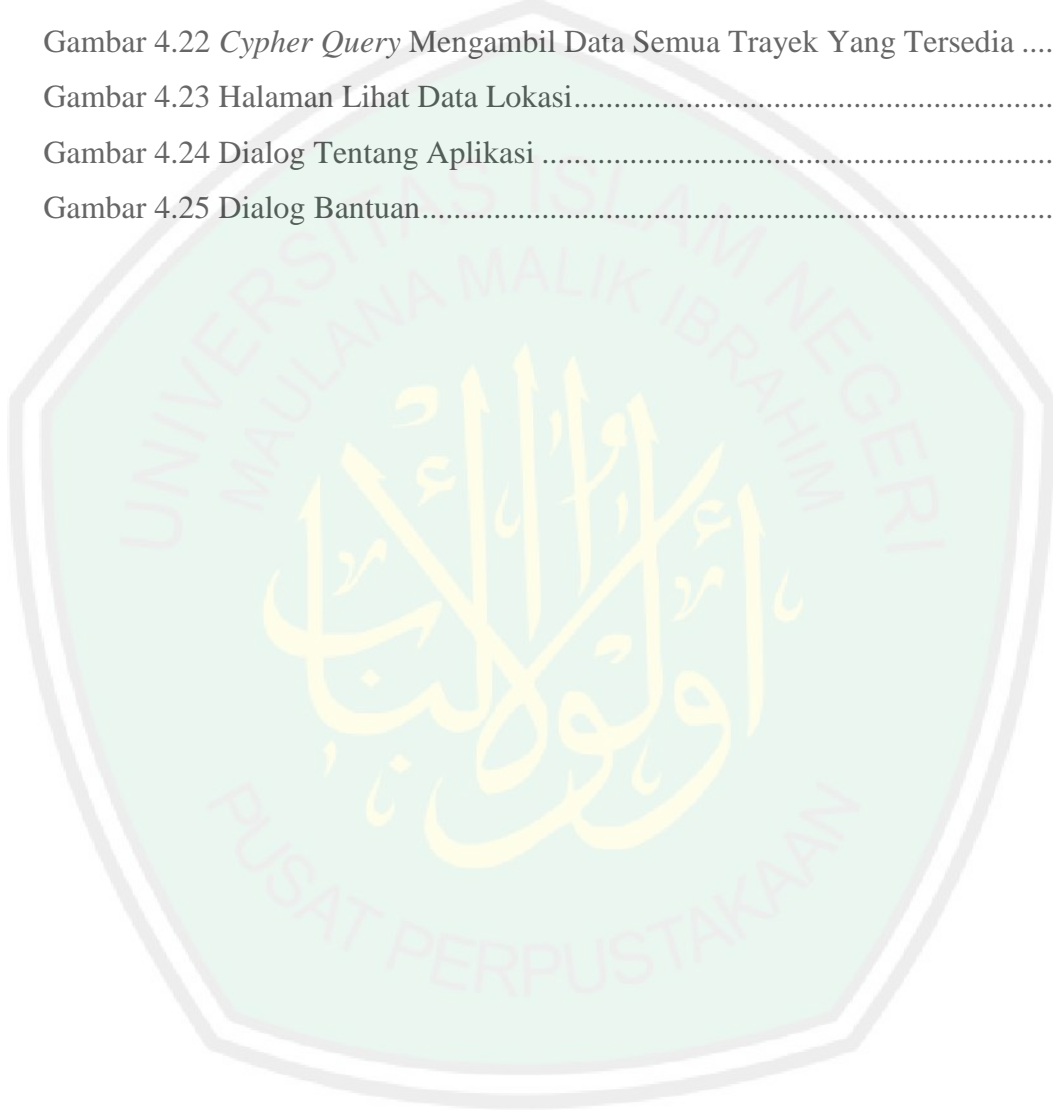 Gambar 4.22 Cypher Query Mengambil Data Semua Trayek Yang Tersedia ....
Gambar 4.23 Halaman Lihat Data Lokasi...................................................
Gambar 4.24 Dialog Tentang Aplikasi ......................................................
Gambar 4.25 Dialog Bantuan...................................................................
UNIVERSITAS ISLAM NEGERI
MAULANA MALIK IBRAHIM
PUSAT PERPUSTAKAAN